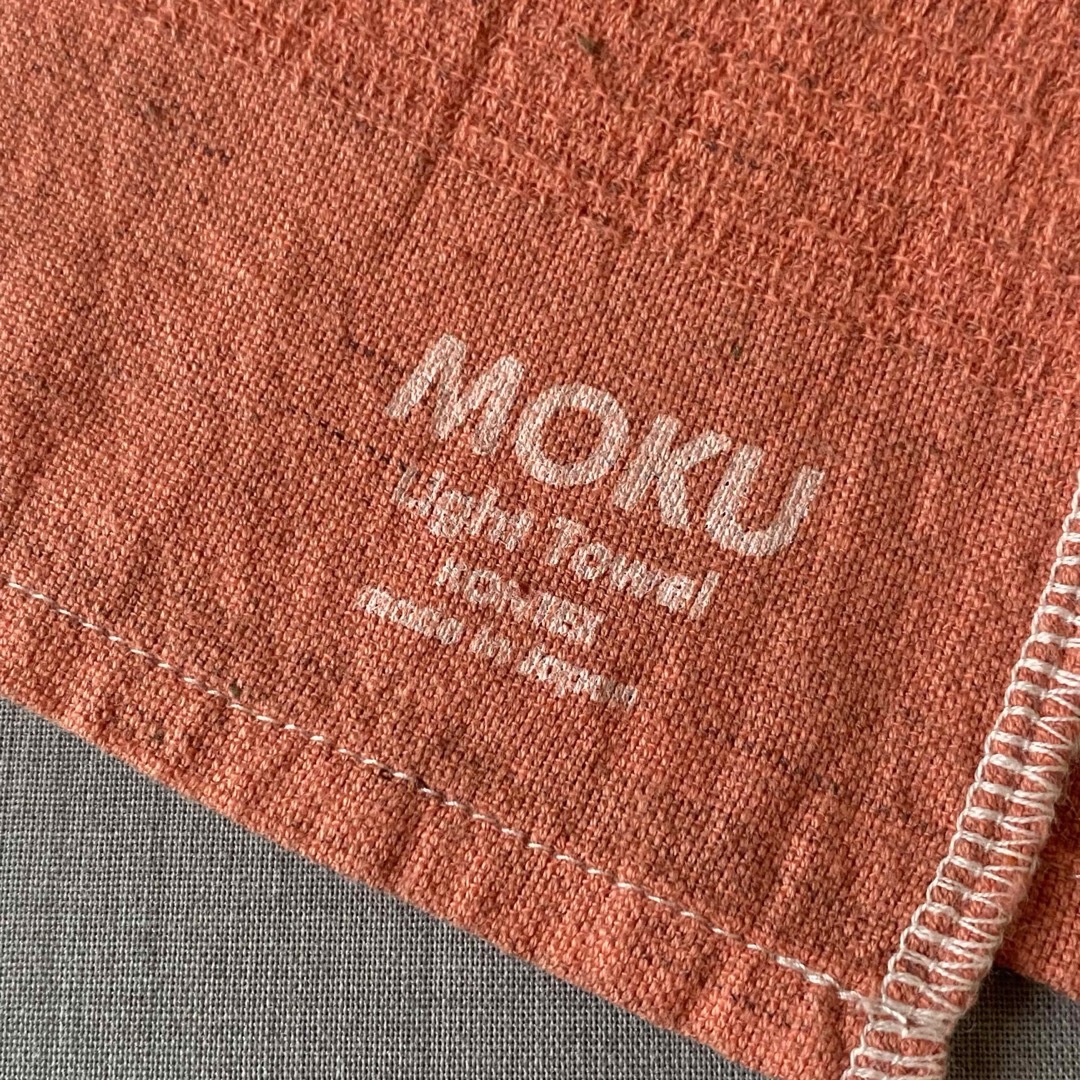 MOKU
Light Towel
KONTEX
Made in Japan